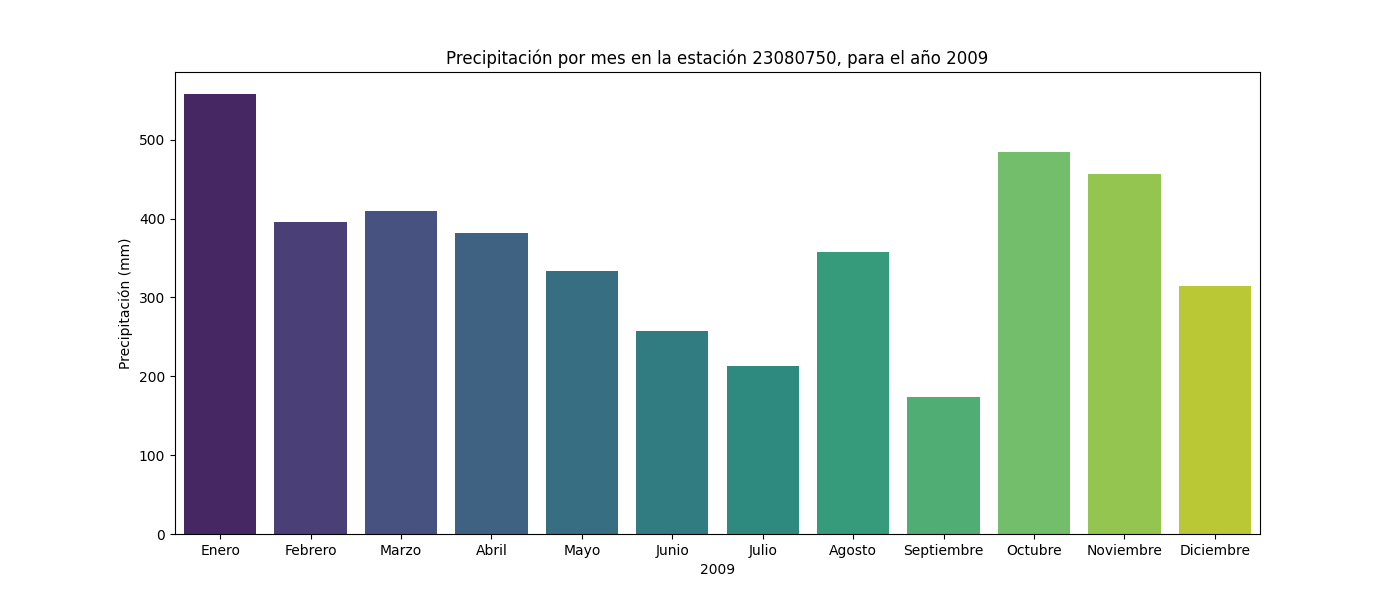 Precipitación por mes en la estación 23080750, para el año 2009
Precipitación (mm)
500
400
300
200
100
0
Enero Febrero Marzo Abril Mayo Junio Julio Agosto Septiembre Octubre Noviembre Diciembre
2009